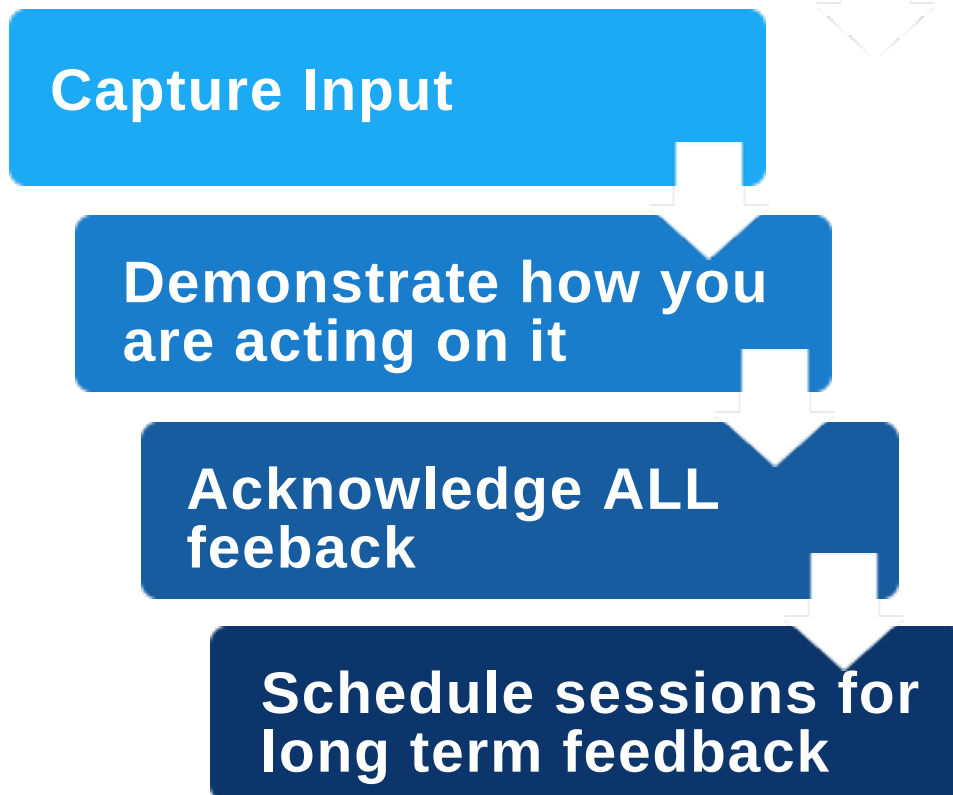 Capture Input
Demonstrate how you
are acting on it
Acknowledge ALL
feeback
Schedule sessions for
long term feedback